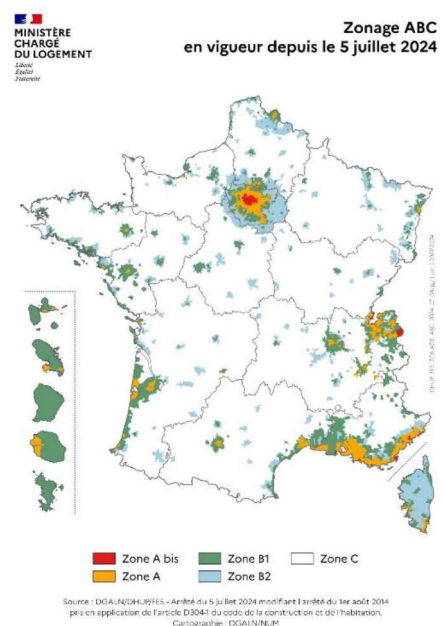 MINISTÈRE
CHARGÉ
DU LOGEMENT
Liberté
Égalité
Fraternité
Zonage ABC
en vigueur depuis le 5 juillet 2024
Zone A bis
Zone B1
Zone C
Zone A
Zone B2
Source : DGALN/DHUP/FE5 - Arrêté du 5 juillet 2024 modifiant l'arrêté du 1er août 2014
pris en application de l'article D304-1 du code de la construction et de l'habitation.
Cartographie : DGALN/NUM